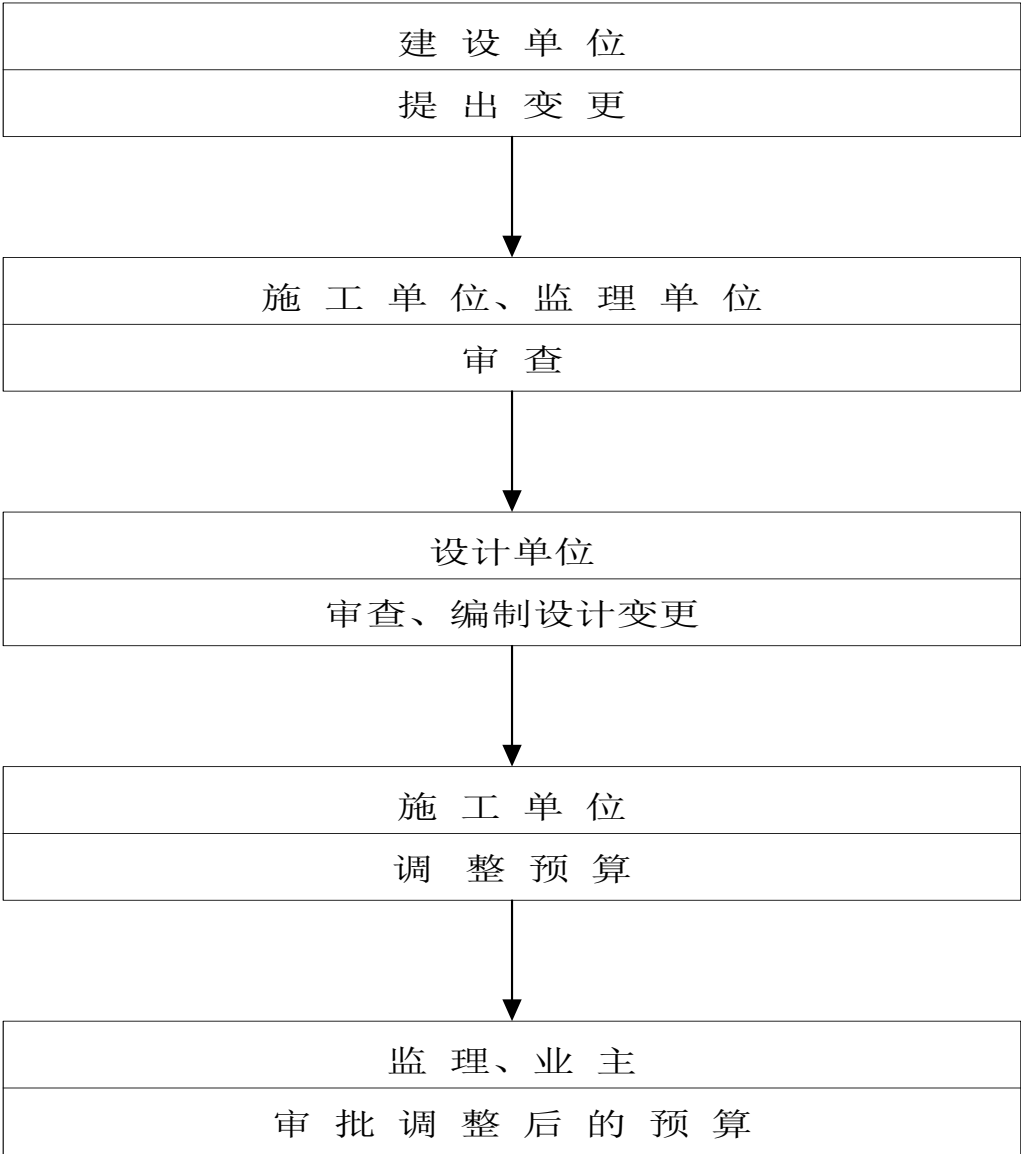 建设单位
提出变更
施工单位、监理单位
审查
设计单位
审查、编制设计变更
施工单位
调整预算
监理、业主
审批调整后的预算